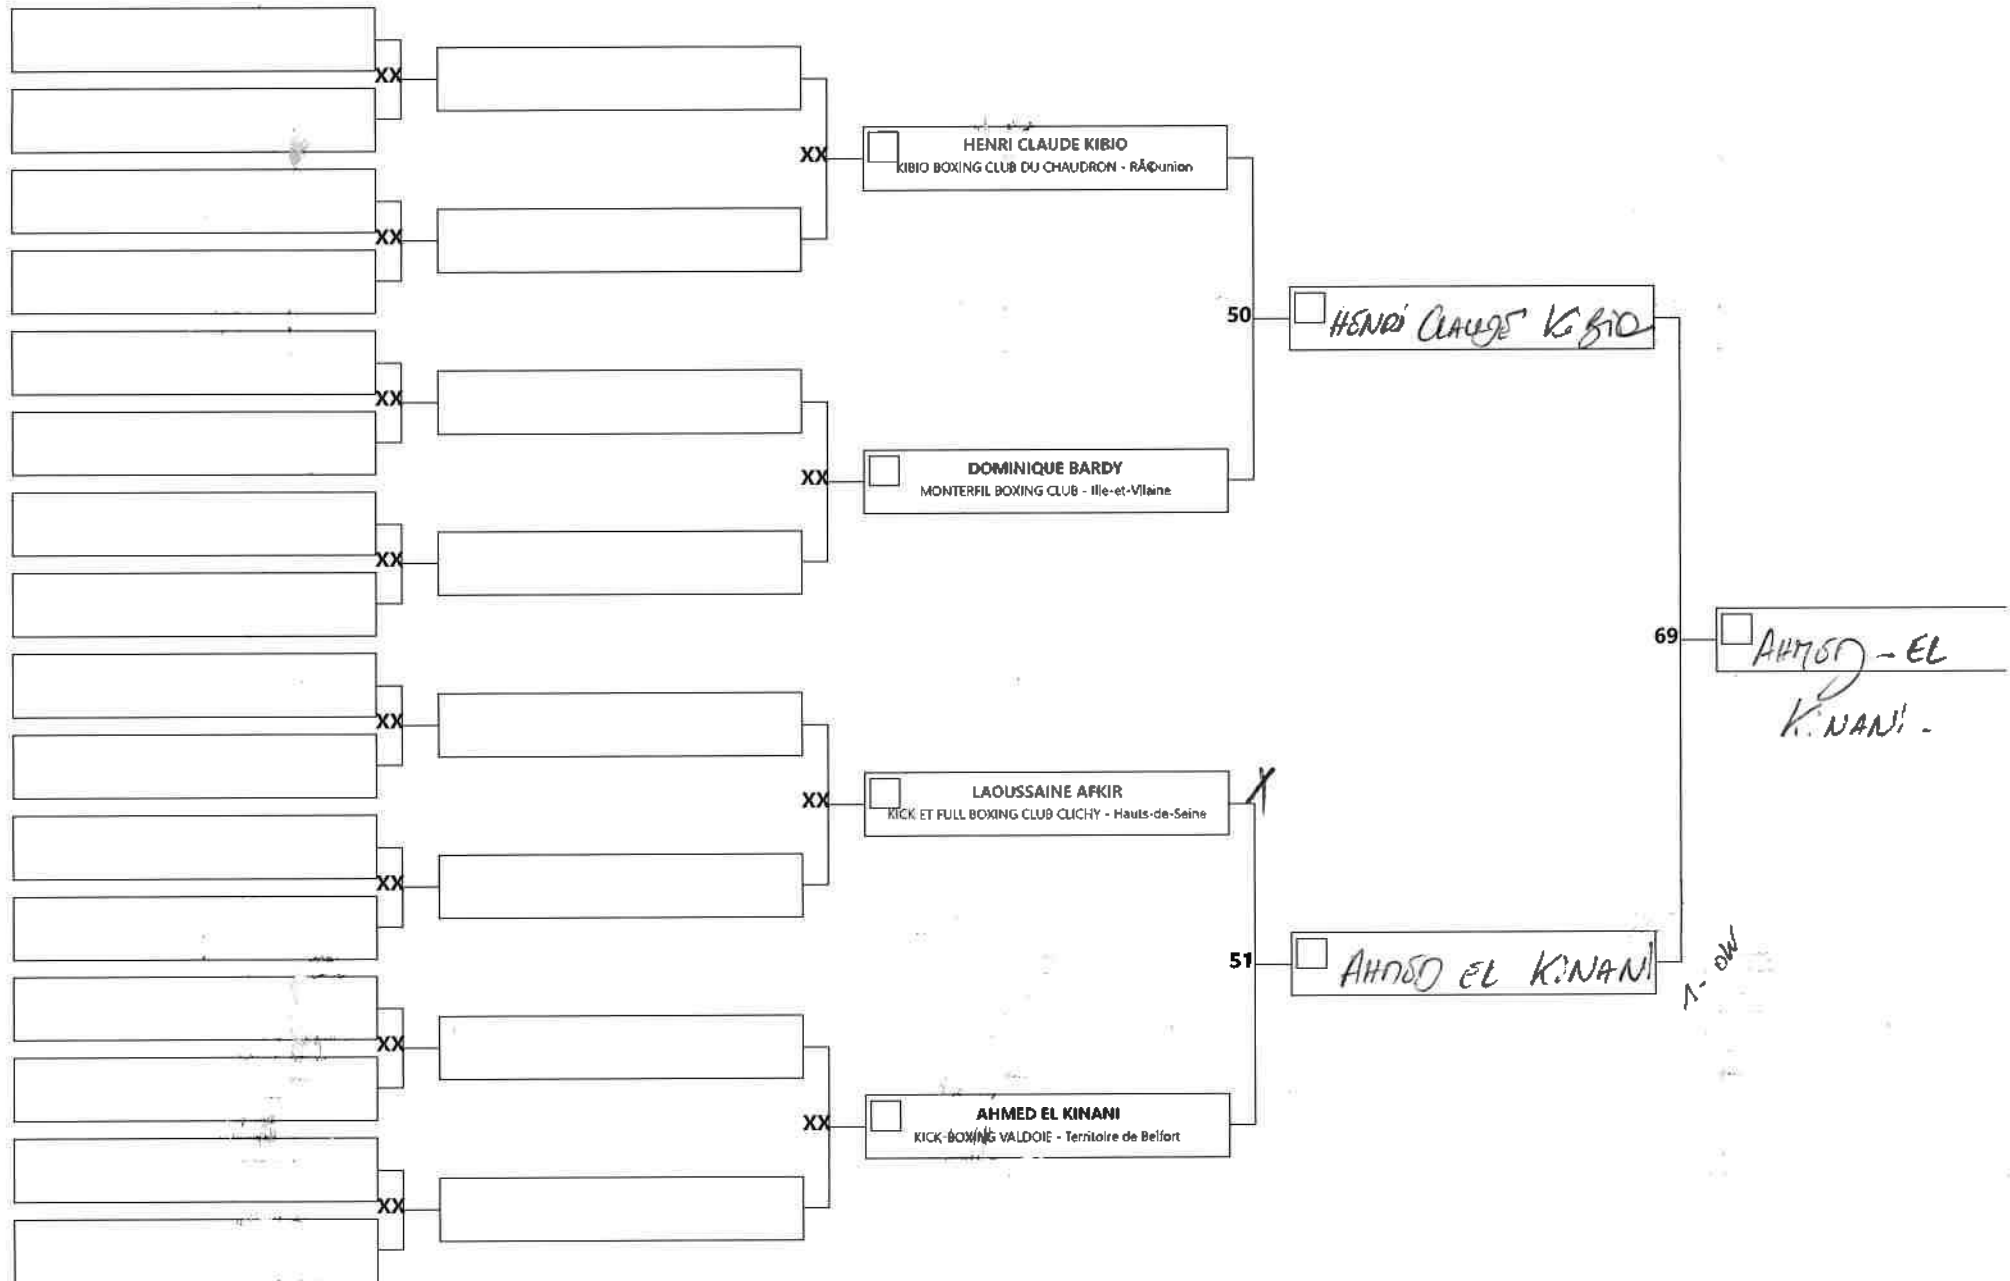 XX
XX
HENRI CLAUDE KIBIO
KIBIO BOXING CLUB DU CHAUDRON - RÃ©union
XX
50
HENRI CLAUDE KIBIO
XX
XX
DOMINIQUE BARDY
MONTERFIL BOXING CLUB - Ille-et-Vilaine
XX
69
AHMED - EL
KINANI -
XX
XX
LAOUSSAINE AFKIR
KICK ET FULL BOXING CLUB CLICHY - Hauts-de-Seine
X
XX
51
AHMED EL KINANI
XX
XX
AHMED EL KINANI
KICK-BOXING VALDOIE - Territoire de Belfort
XX